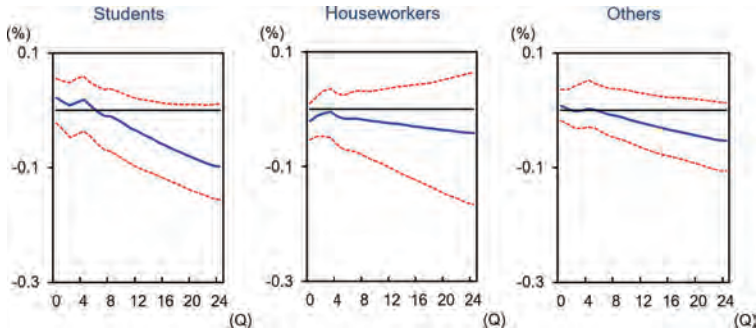 Students Houseworkers Others
(%) (%) (%)
0.1 0.1 0.1
-0.1 -0.1 -0.1
-0.3 -0.3 -0.3
0 4 8 12 16 20 24 0 4 8 12 16 20 24 0 4 8 12 16 20 24
(Q) (Q) (Q)